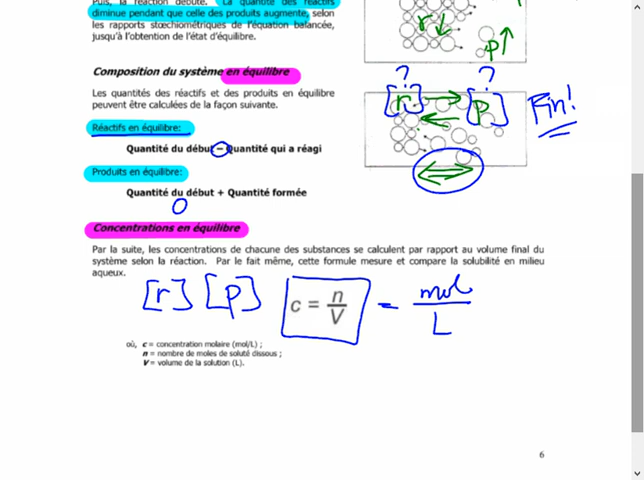 Puis, la réaction débute. La quantité des réactifs
diminue pendant que celle des produits augmente, selon
les rapports stœchiométriques de l'équation balancée,
jusqu'à l'obtention de l'état d'équilibre.
r↓
p↑
Composition du système en équilibre
Les quantités des réactifs et des produits en équilibre
peuvent être calculées de la façon suivante.
? ?
[r] [p]
Fin!
Réactifs en équilibre:
Quantité du début – Quantité qui a réagi
Produits en équilibre:
Quantité du début + Quantité formée
0
Concentrations en équilibre
Par la suite, les concentrations de chacune des substances se calculent par rapport au volume final du
système selon la réaction. Par le fait même, cette formule mesure et compare la solubilité en milieu
aqueux.
[r] [p] c = n/V = mol/L
où, c = concentration molaire (mol/L) ;
n = nombre de moles de soluté dissous ;
V = volume de la solution (L).
6